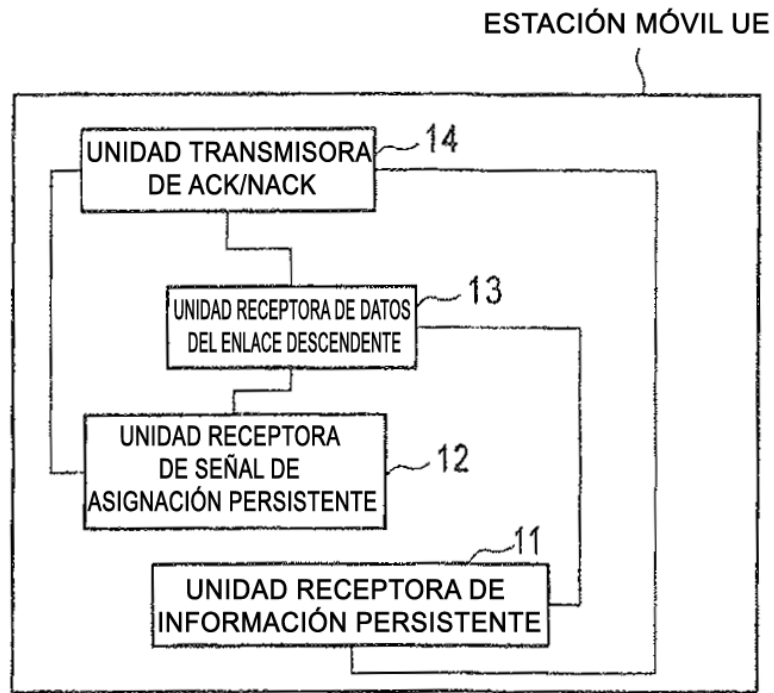 ESTACIÓN MÓVIL UE
UNIDAD TRANSMISORA
DE ACK/NACK
14
UNIDAD RECEPTORA DE DATOS
DEL ENLACE DESCENDENTE
13
UNIDAD RECEPTORA
DE SEÑAL DE
ASIGNACIÓN PERSISTENTE
12
11
UNIDAD RECEPTORA DE
INFORMACIÓN PERSISTENTE